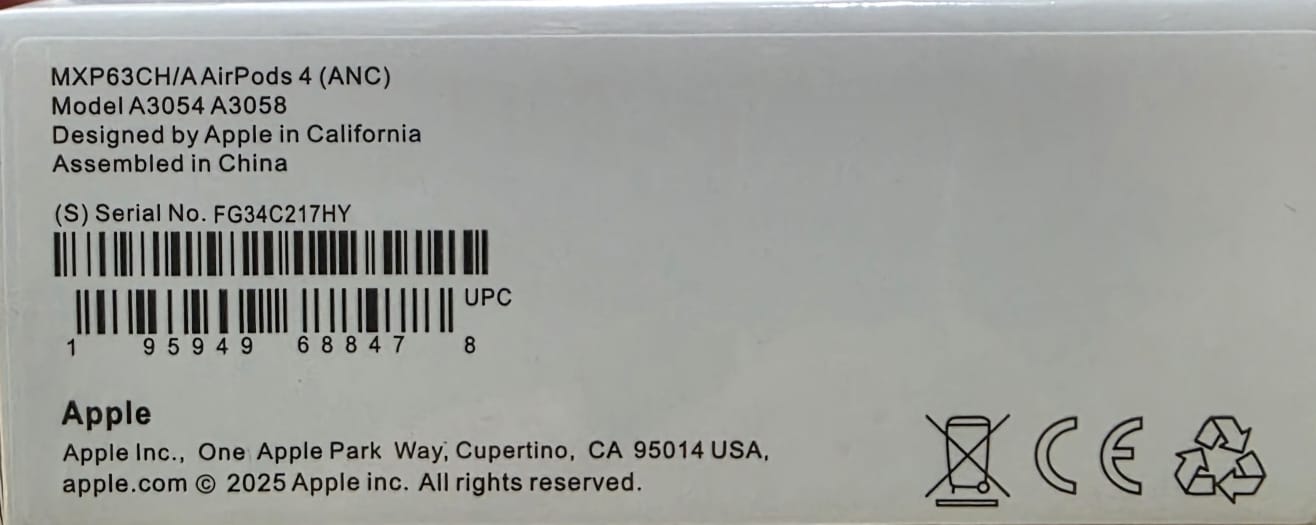 MXP63CH/A AirPods 4 (ANC)
Model A3054 A3058
Designed by Apple in California
Assembled in China
(S) Serial No. FG34C217HY
UPC
1 95949 68847 8
Apple
Apple Inc., One Apple Park Way, Cupertino, CA 95014 USA,
apple.com © 2025 Apple inc. All rights reserved.
CE